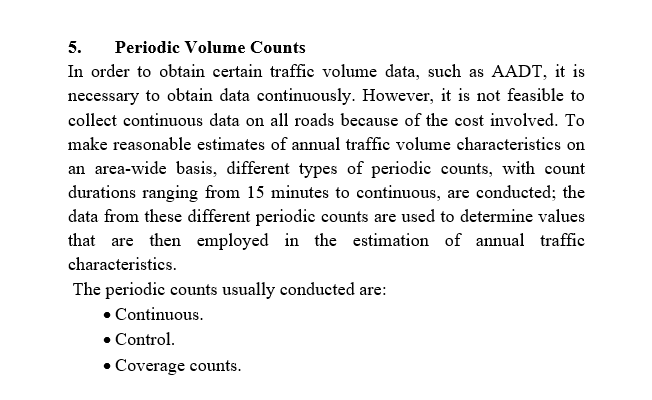 5. Periodic Volume Counts
In order to obtain certain traffic volume data, such as AADT, it is
necessary to obtain data continuously. However, it is not feasible to
collect continuous data on all roads because of the cost involved. To
make reasonable estimates of annual traffic volume characteristics on
an area-wide basis, different types of periodic counts, with count
durations ranging from 15 minutes to continuous, are conducted; the
data from these different periodic counts are used to determine values
that are then employed in the estimation of annual traffic
characteristics.
The periodic counts usually conducted are:
• Continuous.
• Control.
• Coverage counts.